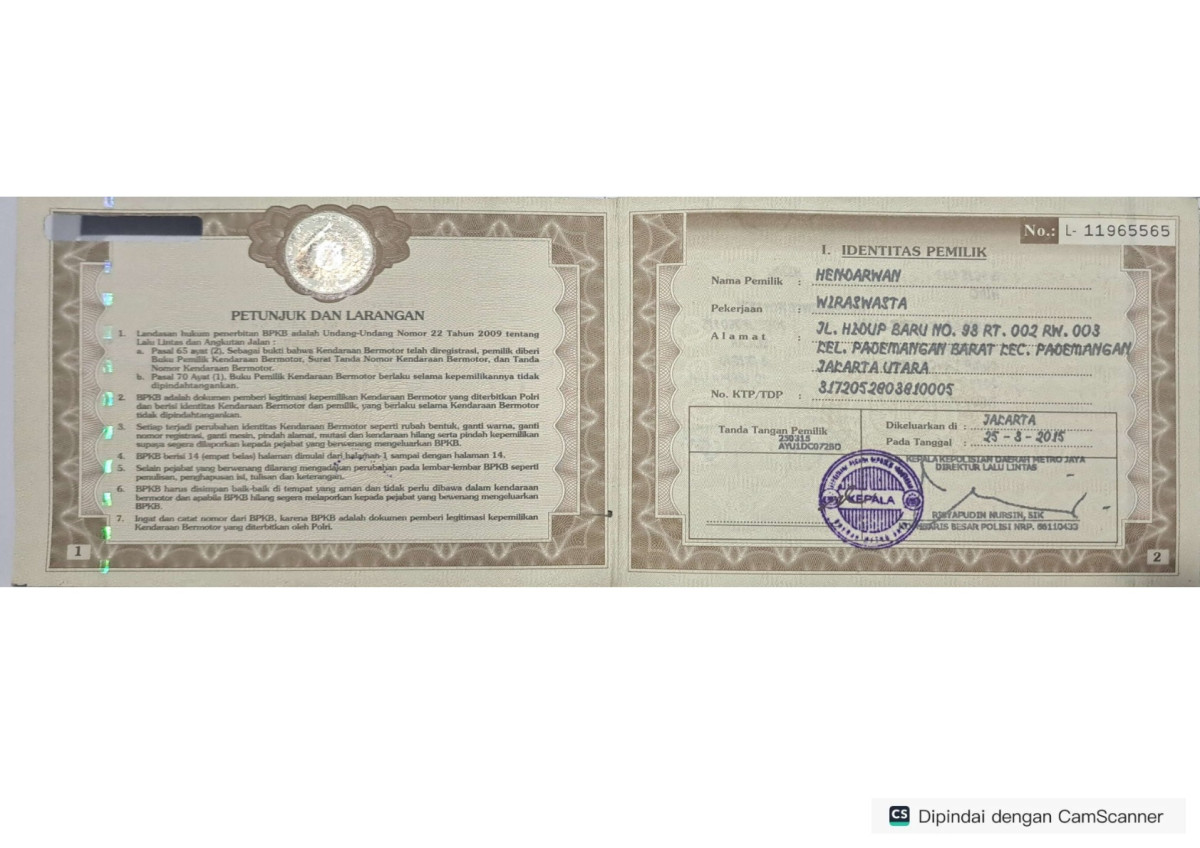 PETUNJUK DAN LARANGAN
1. Landasan hukum penerbitan BPKB adalah Undang-Undang Nomor 22 Tahun 2009 tentang
Lalu Lintas dan Angkutan Jalan :
a. Pasal 65 ayat (2). Sebagai bukti bahwa Kendaraan Bermotor telah diregistrasi, pemilik diberi
Buku Pemilik Kendaraan Bermotor, Surat Tanda Nomor Kendaraan Bermotor, dan Tanda
Nomor Kendaraan Bermotor.
b. Pasal 70 Ayat (1). Buku Pemilik Kendaraan Bermotor berlaku selama kepemilikannya tidak
dipindahtangankan.
2. BPKB adalah dokumen pemberi legitimasi kepemilikan Kendaraan Bermotor yang diterbitkan Polri
dan berisi identitas Kendaraan Bermotor dan pemilik, yang berlaku selama Kendaraan Bermotor
tidak dipindahtangankan.
3. Setiap terjadi perubahan identitas Kendaraan Bermotor seperti rubah bentuk, ganti warna, ganti
nomor registrasi, ganti mesin, pindah alamat, mutasi dan kendaraan hilang serta pindah kepemilikan
supaya segera dilaporkan kepada pejabat yang berwenang mengeluarkan BPKB.
4. BPKB berisi 14 (empat belas) halaman dimulai dari halaman 1 sampai dengan halaman 14.
5. Selain pejabat yang berwenang dilarang mengadakan perubahan pada lembar-lembar BPKB seperti
penulisan, penghapusan isi, tulisan dan keterangan.
6. BPKB harus disimpan baik-baik di tempat yang aman dan tidak perlu dibawa dalam kendaraan
bermotor dan apabila BPKB hilang segera melaporkan kepada pejabat yang bewenang mengeluarkan
BPKB.
7. Ingat dan catat nomor dari BPKB, karena BPKB adalah dokumen pemberi legitimasi kepemilikan
Kendaraan Bermotor yang diterbitkan oleh Polri.
1
No.: L- 11965565
I. IDENTITAS PEMILIK
Nama Pemilik : HENDARWAN
Pekerjaan : WIRASWASTA
Alamat : JL. HIDUP BARU NO. 98 RT. 002 RW. 003
KEL. PADEMANGAN BARAT KEC. PADEMANGAN
JAKARTA UTARA
No. KTP/TDP : 3172052803810005
Tanda Tangan Pemilik
230315
AYU1DC072BO
Dikeluarkan di : JAKARTA
Pada Tanggal : 25 - 3 - 2015
KEPALA KEPOLISIAN DAERAH METRO JAYA
DIREKTUR LALU LINTAS
KEPALA
NURSIN, SIK
BESAR POLISI NRP. 66110433
2
CS Dipindai dengan CamScanner